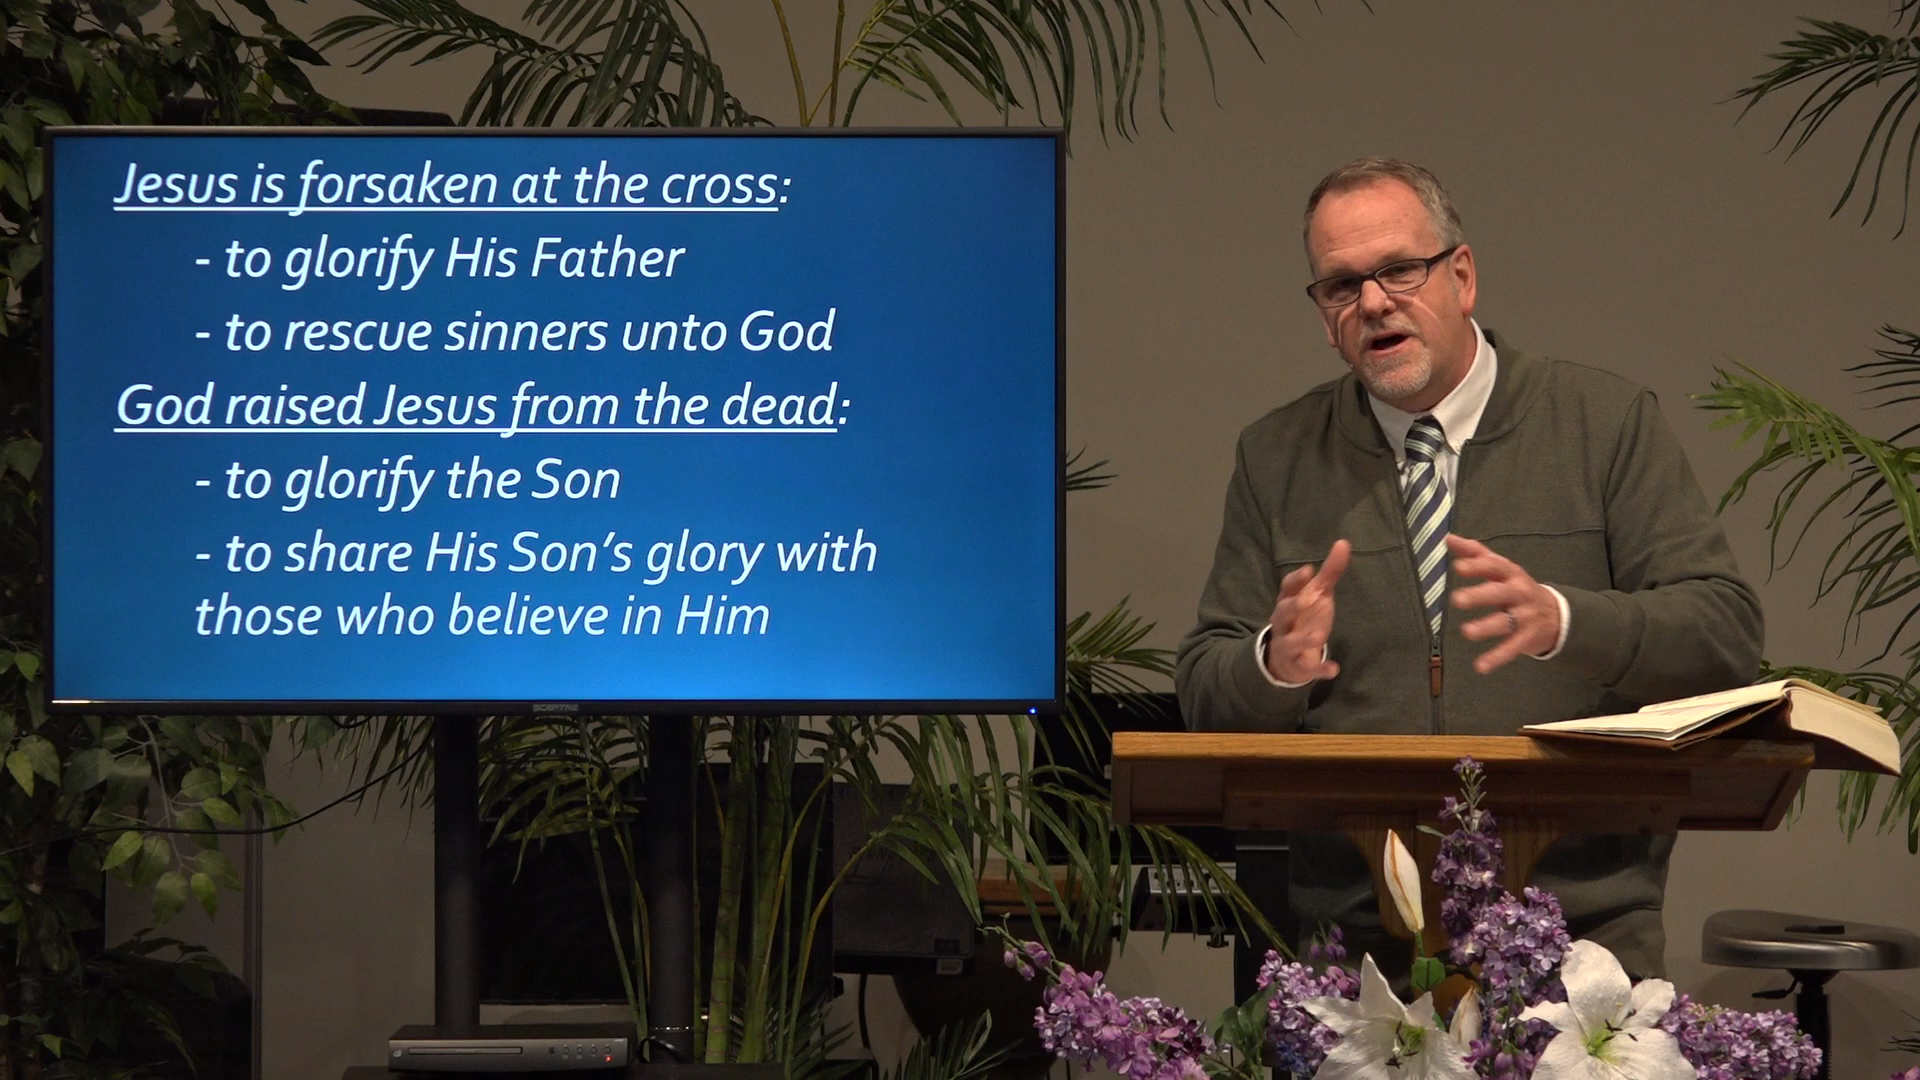 Jesus is forsaken at the cross:
- to glorify His Father
- to rescue sinners unto God
God raised Jesus from the dead:
- to glorify the Son
- to share His Son’s glory with
those who believe in Him
SCEPTRE